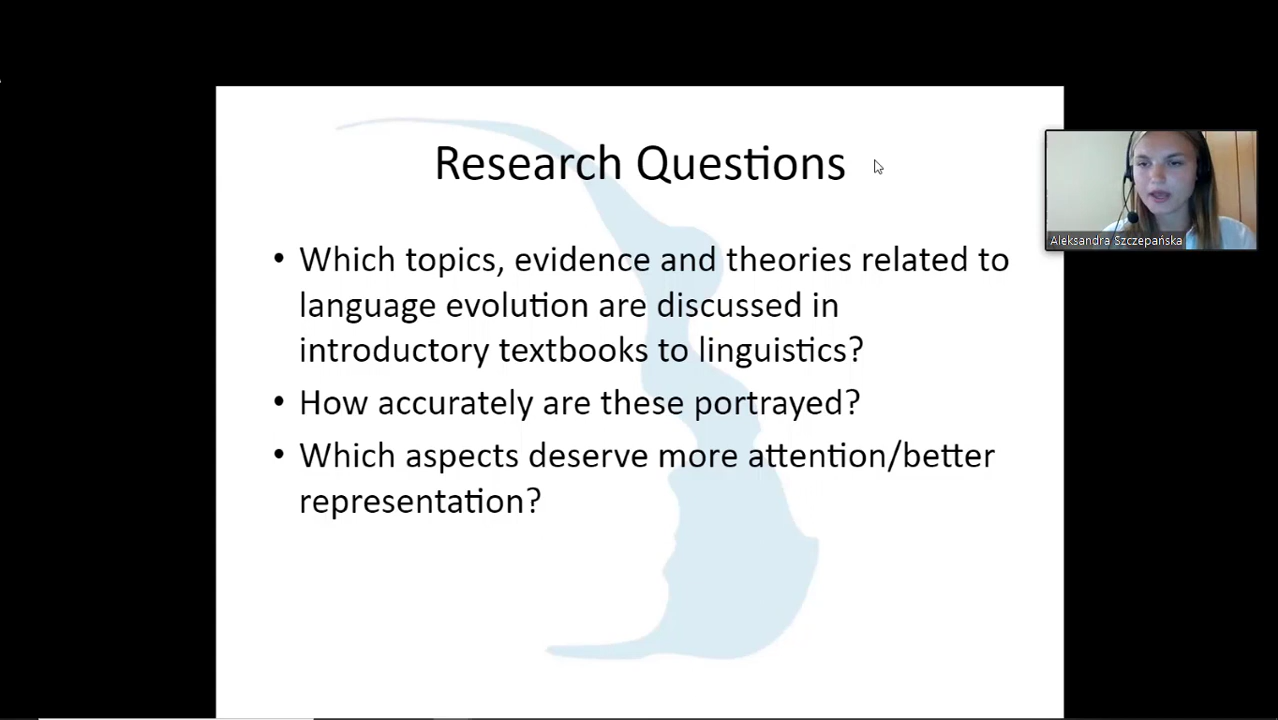 Research Questions
• Which topics, evidence and theories related to
language evolution are discussed in
introductory textbooks to linguistics?
• How accurately are these portrayed?
• Which aspects deserve more attention/better
representation?
Aleksandra Szczepańska